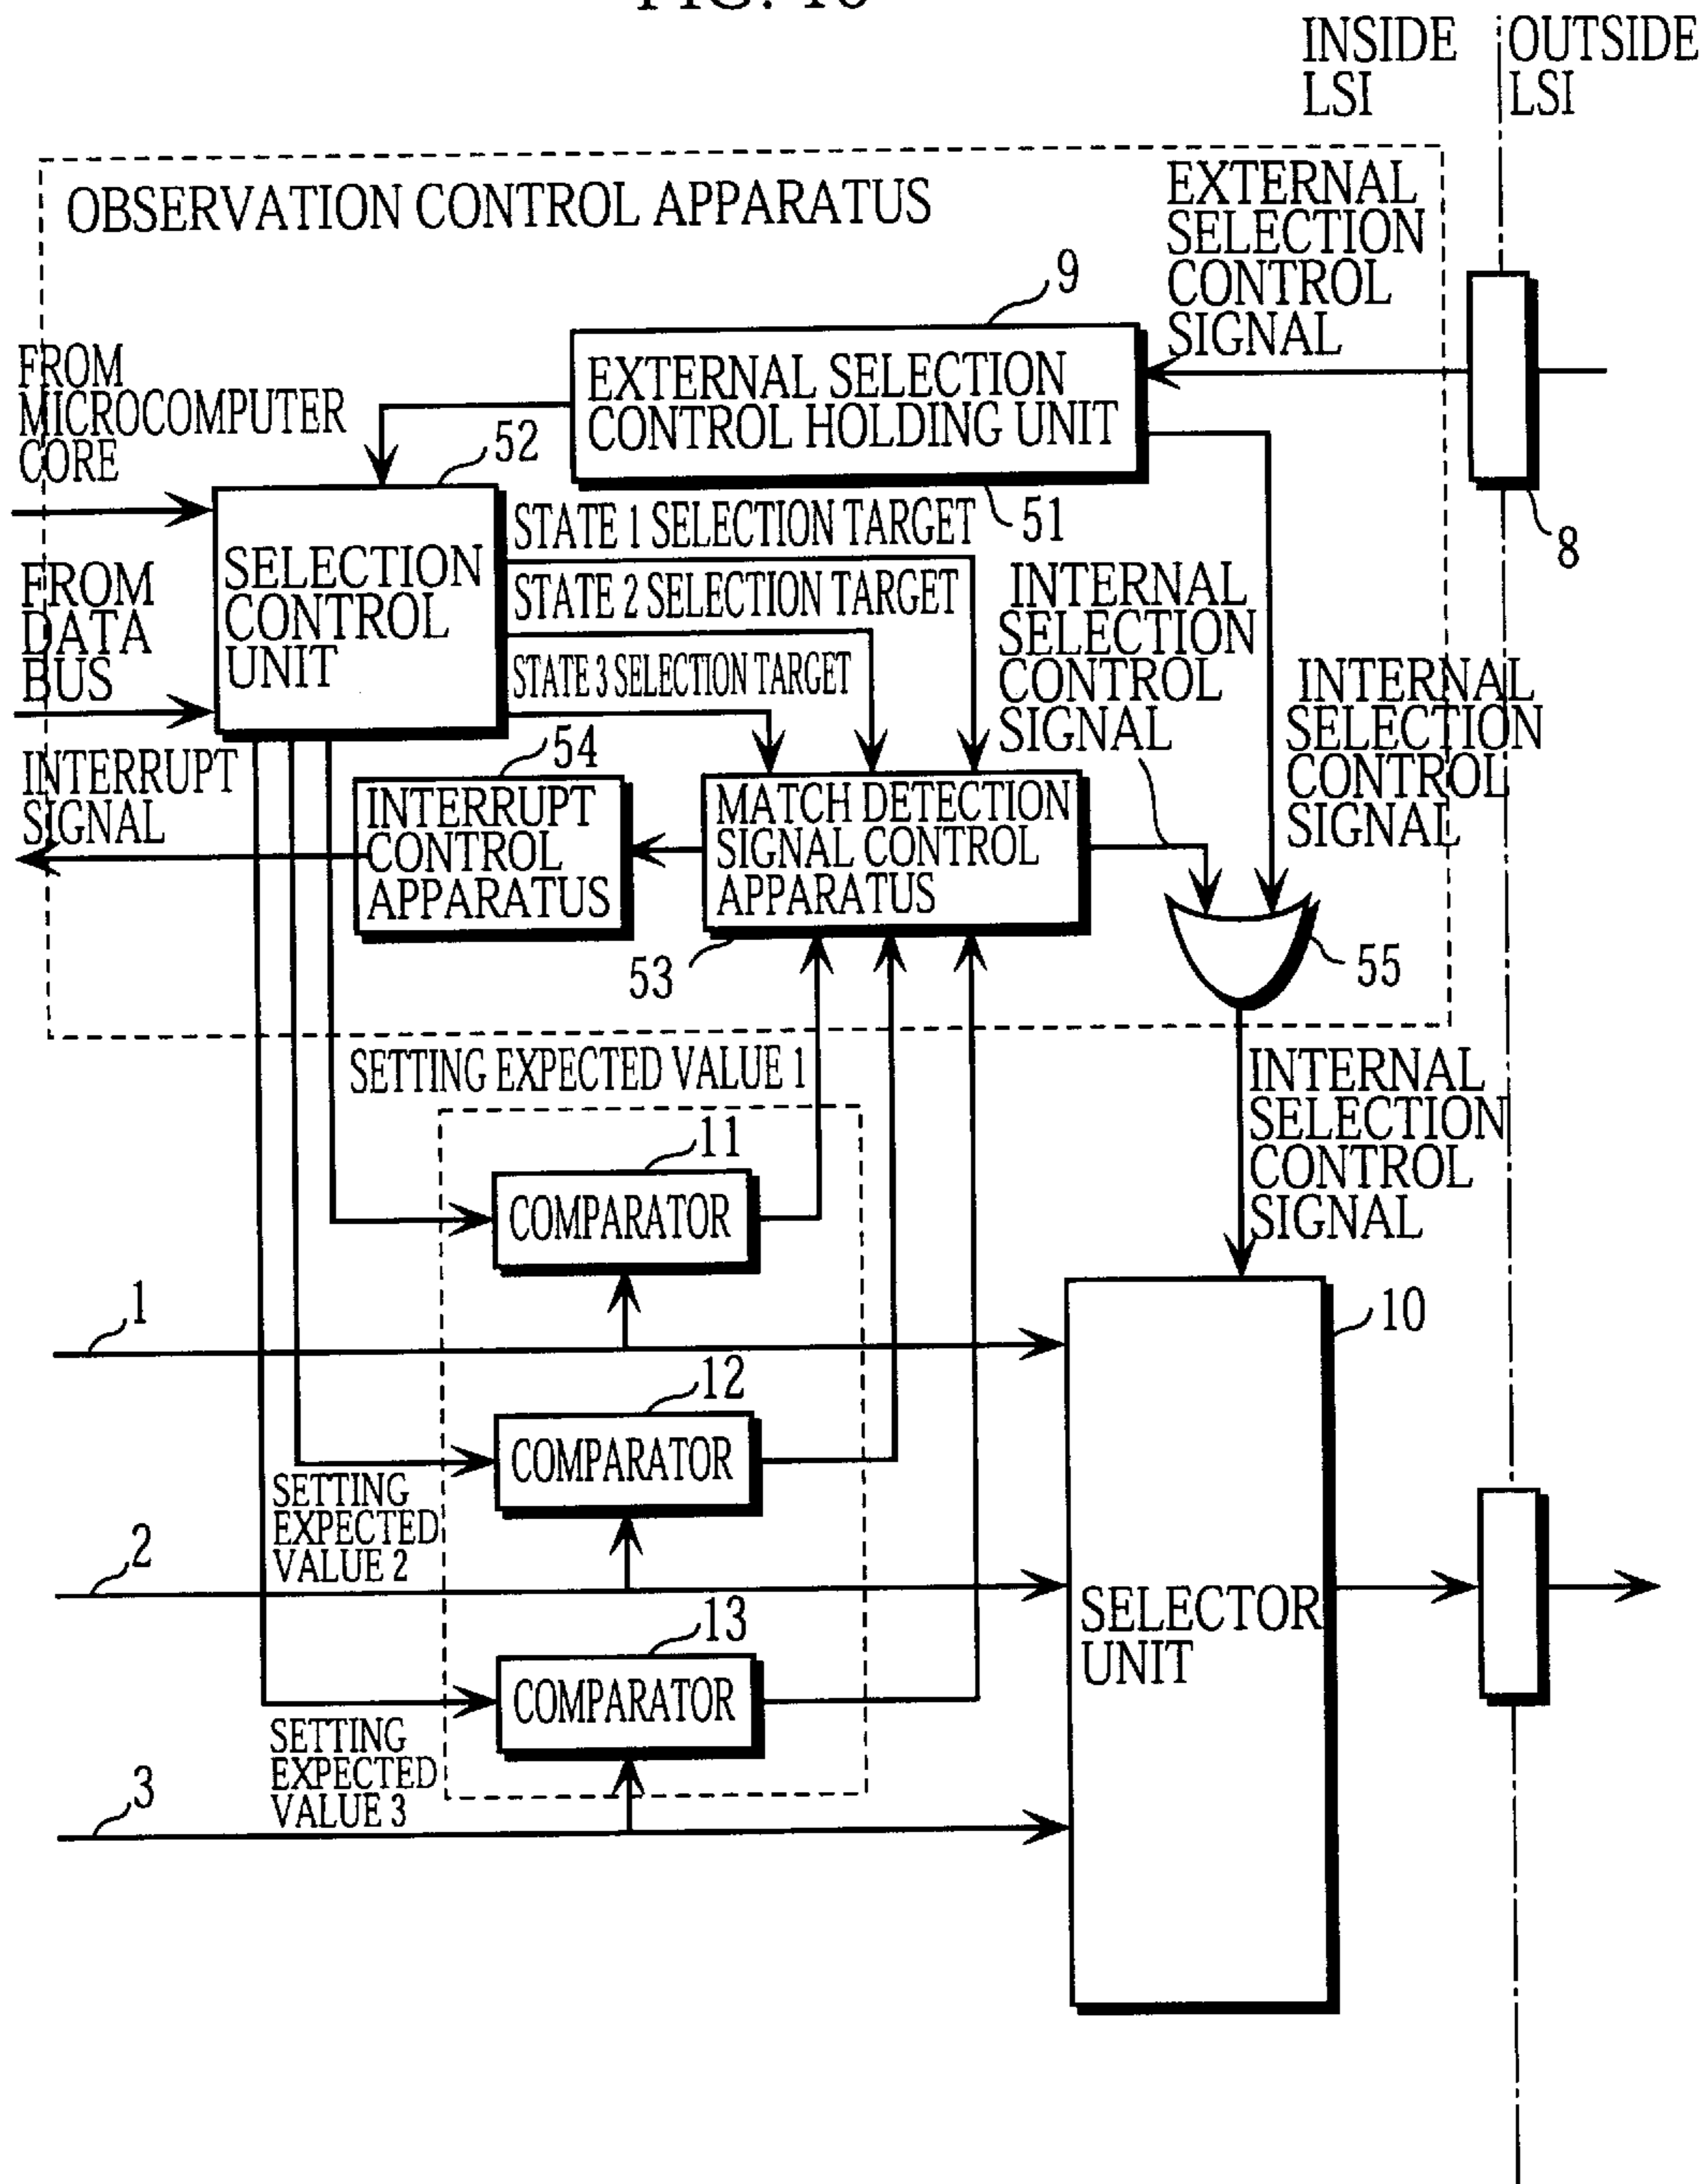 INSIDE
LSI
OUTSIDE
LSI
OBSERVATION CONTROL APPARATUS
EXTERNAL
SELECTION
CONTROL
SIGNAL
9
FROM
MICROCOMPUTER
CORE
EXTERNAL SELECTION
CONTROL HOLDING UNIT
52
51
8
STATE 1 SELECTION TARGET
FROM
DATA
BUS
SELECTION
CONTROL
UNIT
STATE 2 SELECTION TARGET
STATE 3 SELECTION TARGET
INTERNAL
SELECTION
CONTROL
SIGNAL
INTERNAL
SELECTION
CONTROL
SIGNAL
INTERRUPT
SIGNAL
54
INTERRUPT
CONTROL
APPARATUS
MATCH DETECTION
SIGNAL CONTROL
APPARATUS
53
55
SETTING EXPECTED VALUE 1
INTERNAL
SELECTION
CONTROL
SIGNAL
11
COMPARATOR
1
10
12
COMPARATOR
SETTING
EXPECTED
VALUE 2
2
SELECTOR
UNIT
13
COMPARATOR
SETTING
EXPECTED
VALUE 3
3